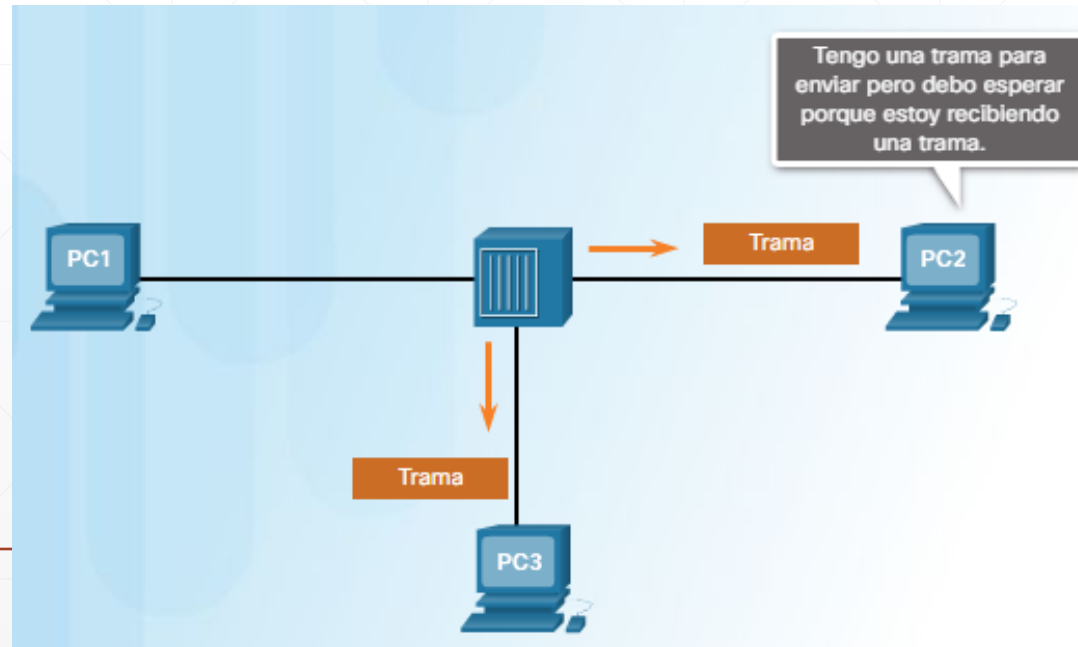 Tengo una trama para
enviar pero debo esperar
porque estoy recibiendo
una trama.
PC1
Trama
PC2
Trama
PC3